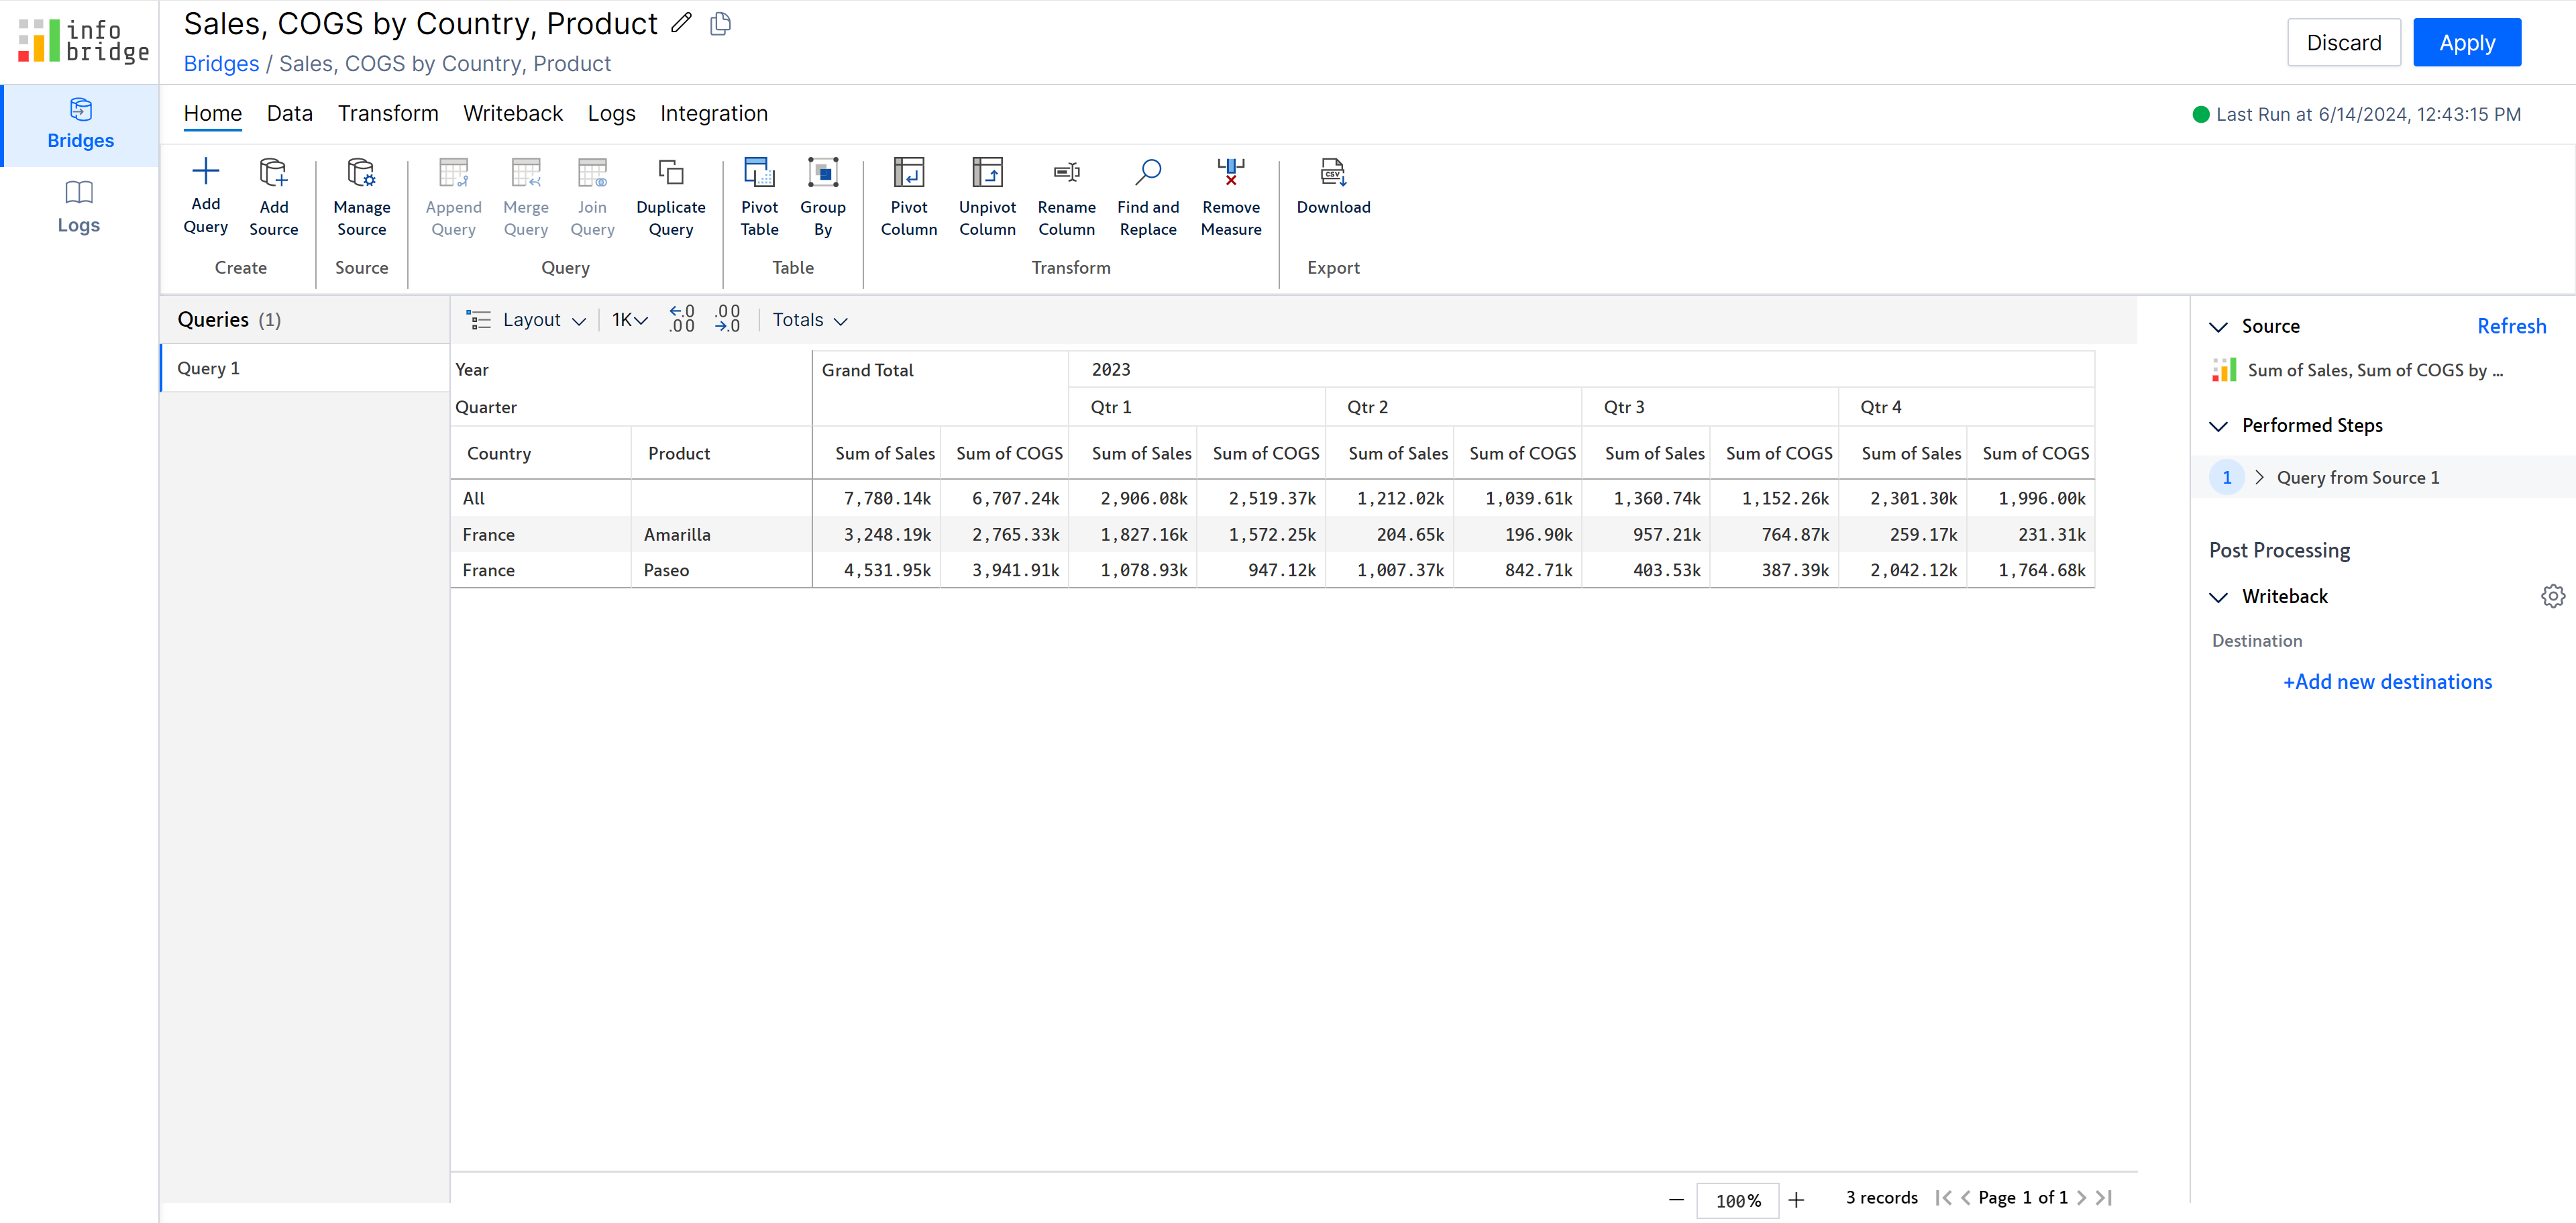 info
bridge
Sales, COGS by Country, Product
Bridges / Sales, COGS by Country, Product
Discard
Apply
Bridges
Logs
Home Data Transform Writeback Logs Integration
Last Run at 6/14/2024, 12:43:15 PM
Add Query
Add Source
Manage Source
Append Query
Merge Query
Join Query
Duplicate Query
Pivot Table
Group By
Pivot Column
Unpivot Column
Rename Column
Find and Replace
Remove Measure
CSV
Download
Create Source Query Table Transform Export
Queries (1)
Query 1
Layout 1K .0 .00 .00 .0 Totals
Year Grand Total 2023
Quarter Qtr 1 Qtr 2 Qtr 3 Qtr 4
Country Product Sum of Sales Sum of COGS Sum of Sales Sum of COGS Sum of Sales Sum of COGS Sum of Sales Sum of COGS Sum of Sales Sum of COGS
All 7,780.14k 6,707.24k 2,906.08k 2,519.37k 1,212.02k 1,039.61k 1,360.74k 1,152.26k 2,301.30k 1,996.00k
France Amarilla 3,248.19k 2,765.33k 1,827.16k 1,572.25k 204.65k 196.90k 957.21k 764.87k 259.17k 231.31k
France Paseo 4,531.95k 3,941.91k 1,078.93k 947.12k 1,007.37k 842.71k 403.53k 387.39k 2,042.12k 1,764.68k
Source Refresh
Sum of Sales, Sum of COGS by ...
Performed Steps
1 Query from Source 1
Post Processing
Writeback
Destination
+Add new destinations
100% 3 records Page 1 of 1